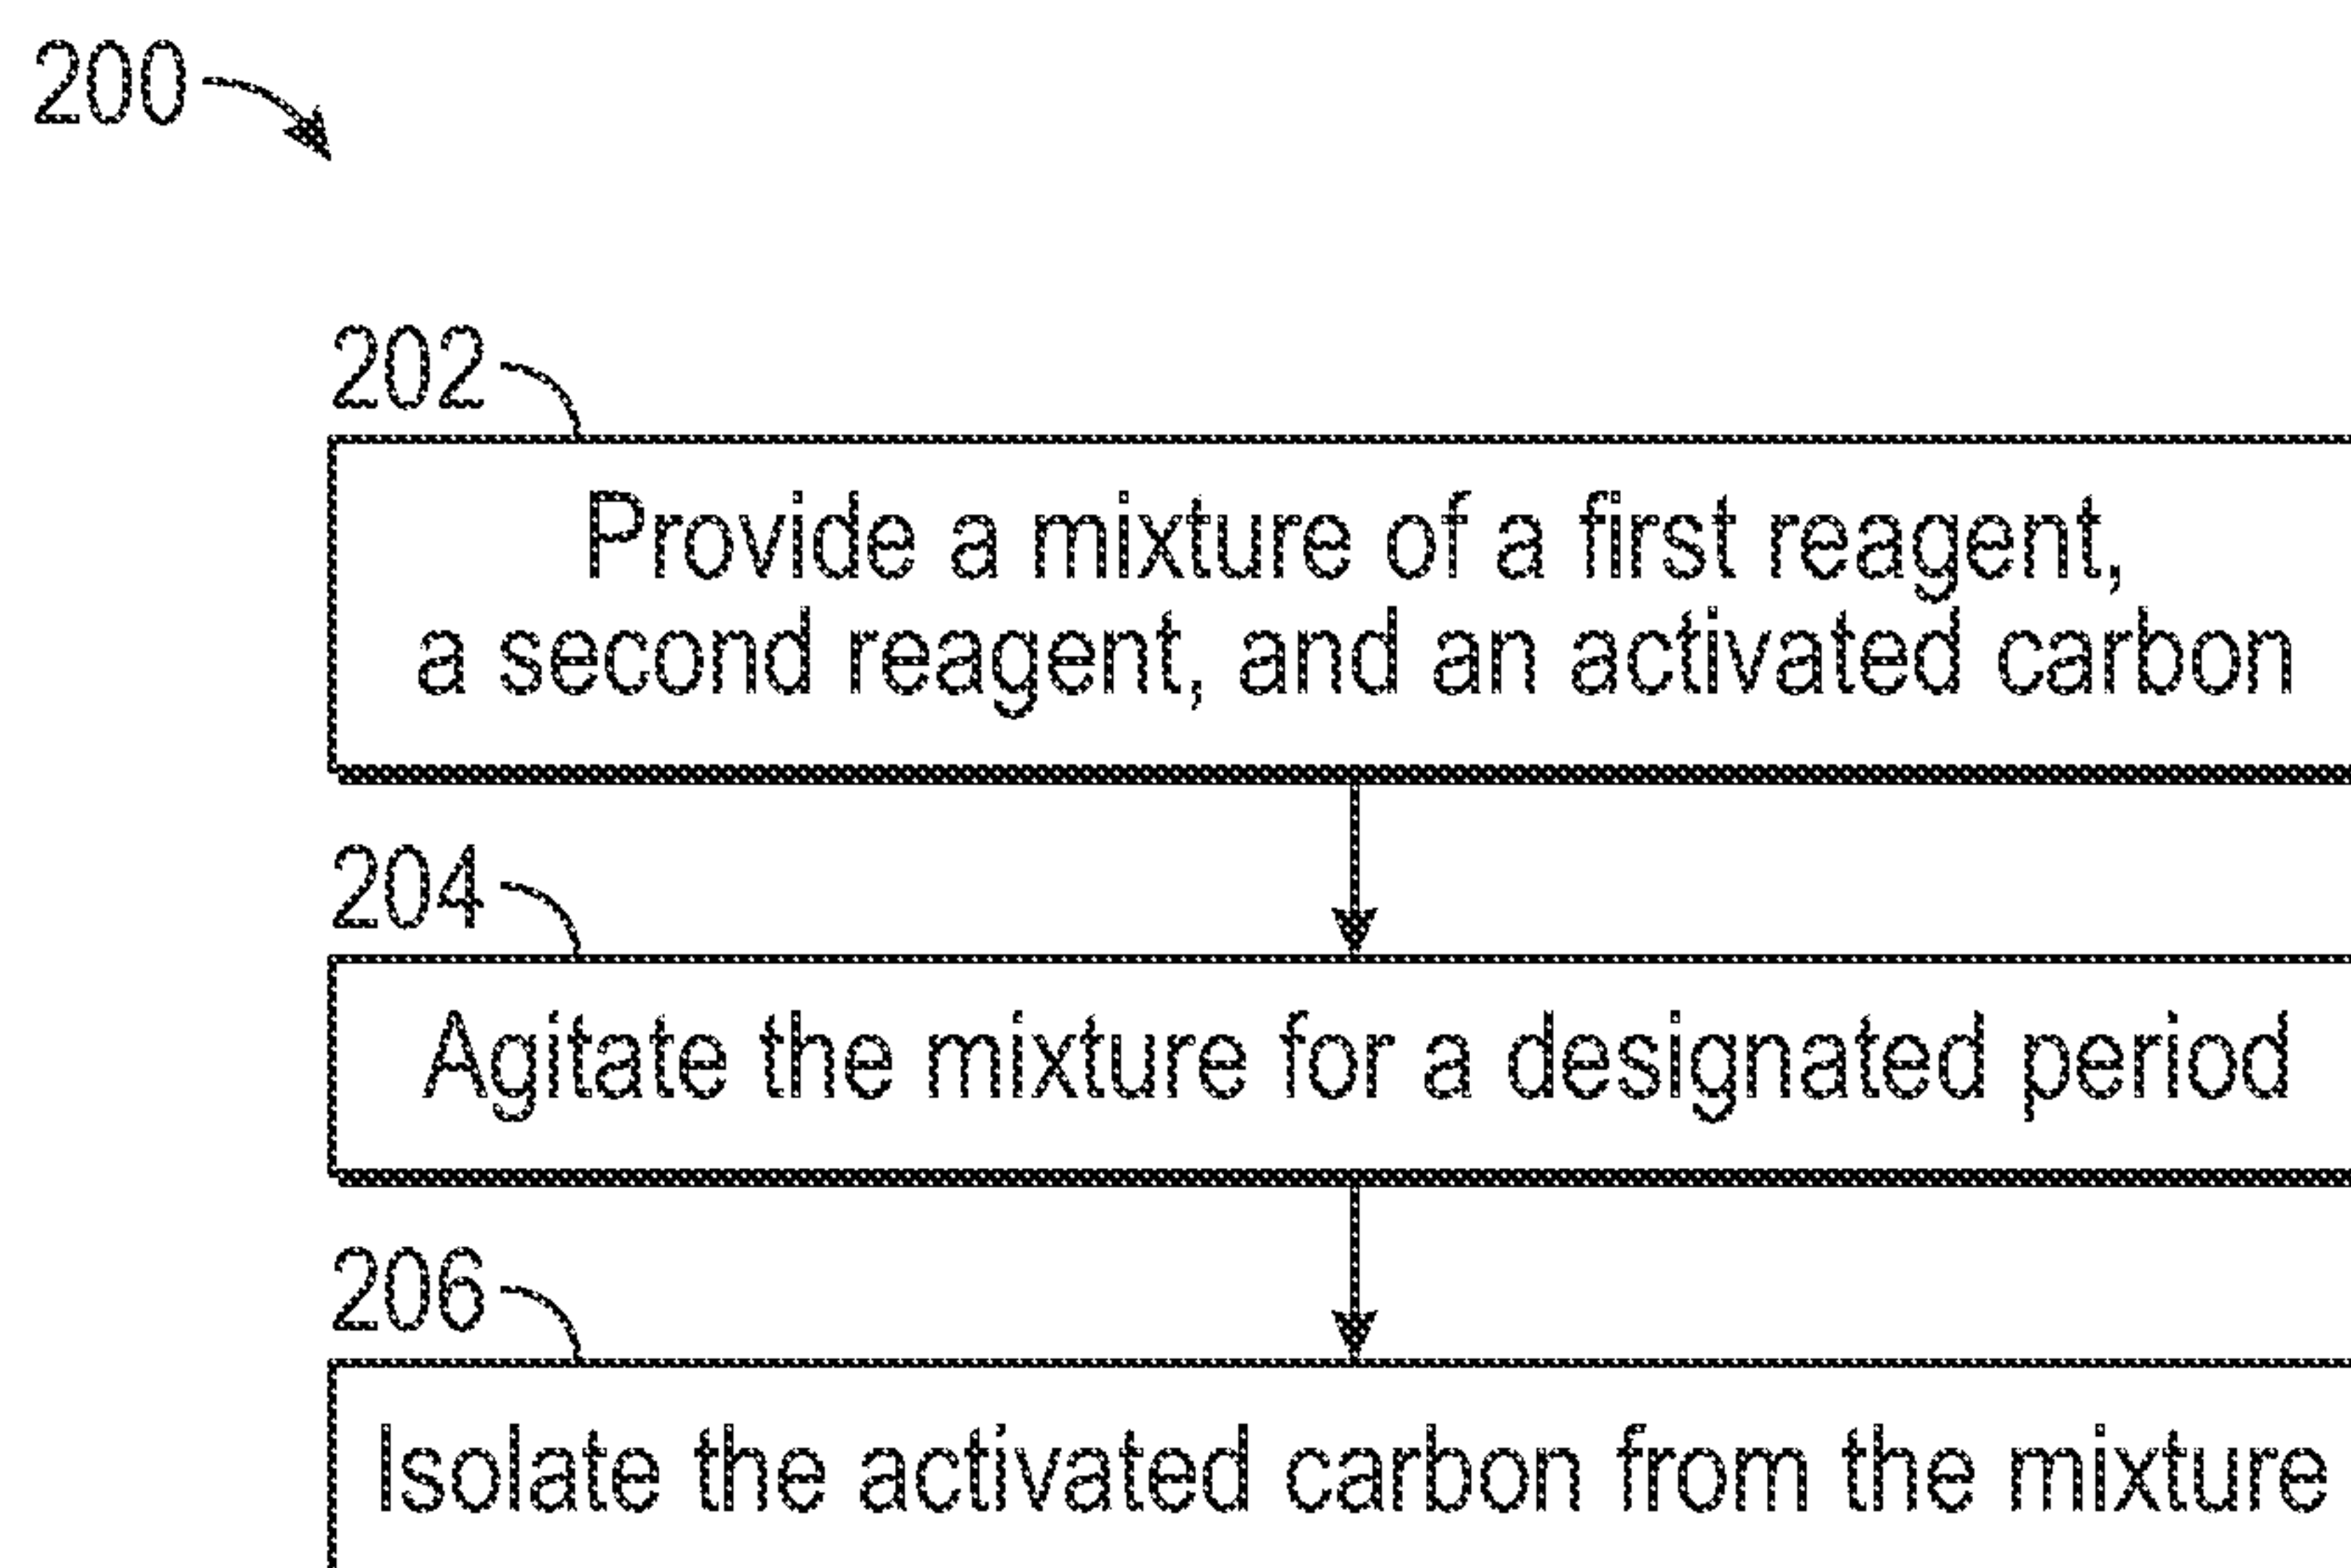 200
202
Provide a mixture of a first reagent,
a second reagent, and an activated carbon
204
Agitate the mixture for a designated period
206
Isolate the activated carbon from the mixture